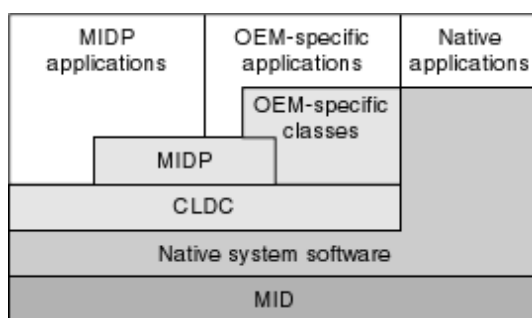 MIDP
applications
OEM-specific
applications
Native
applications
OEM-specific
classes
MIDP
CLDC
Native system software
MID